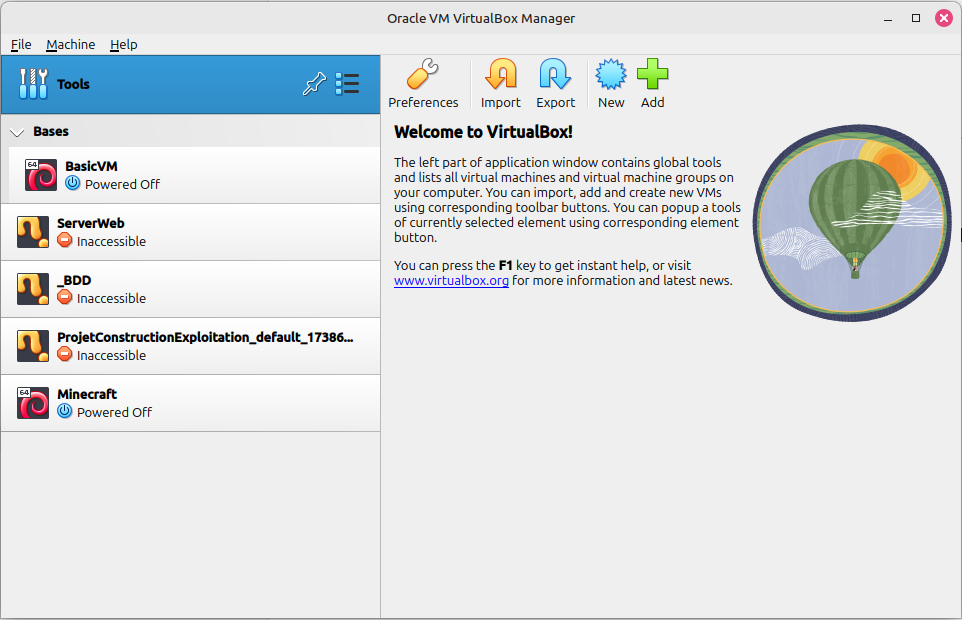 Oracle VM VirtualBox Manager
File Machine Help
Tools
Preferences Import Export New Add
Bases
64
BasicVM
Powered Off
ServerWeb
Inaccessible
_BDD
Inaccessible
ProjetConstructionExploitation_default_17386...
Inaccessible
64
Minecraft
Powered Off
Welcome to VirtualBox!
The left part of application window contains global tools
and lists all virtual machines and virtual machine groups on
your computer. You can import, add and create new VMs
using corresponding toolbar buttons. You can popup a tools
of currently selected element using corresponding element
button.
You can press the F1 key to get instant help, or visit
www.virtualbox.org for more information and latest news.